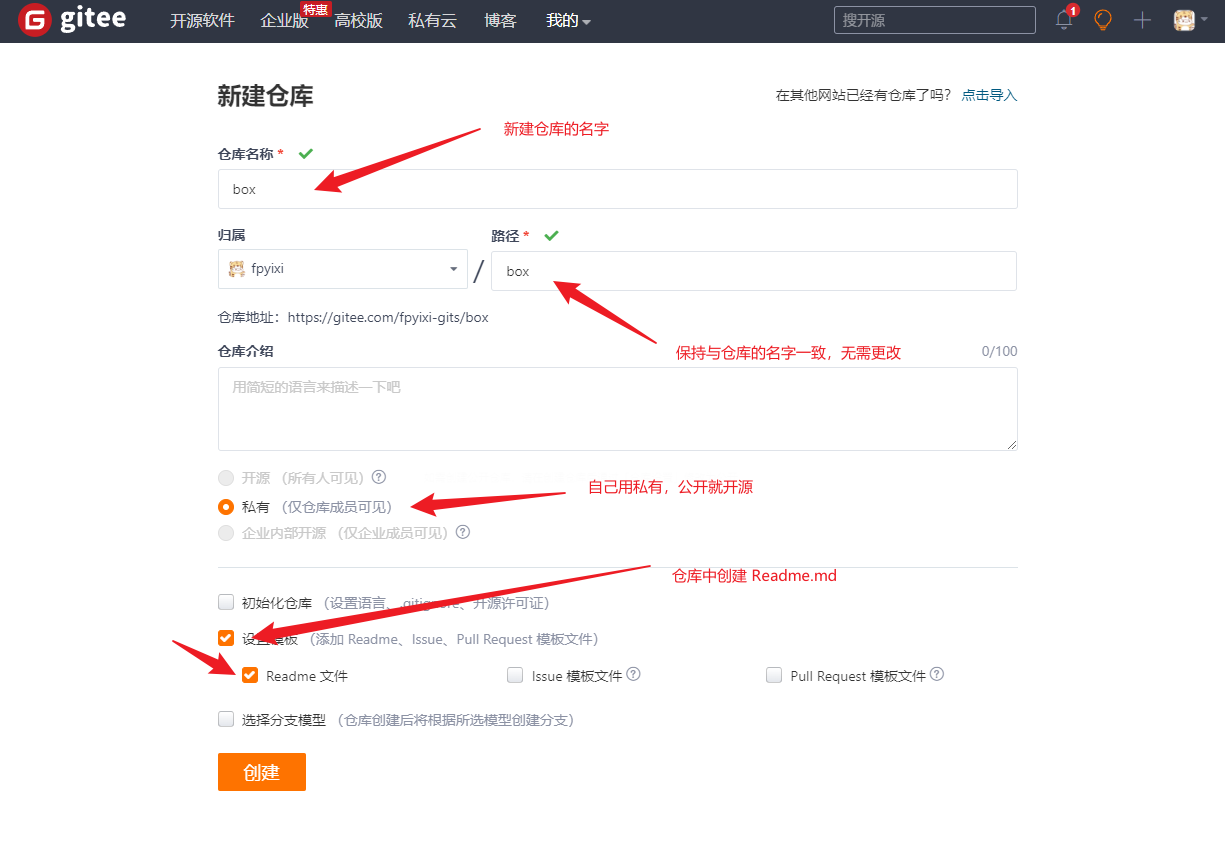 gitee 开源软件 企业版 特惠 高校版 私有云 博客 我的 搜开源 1
新建仓库 在其他网站已经有仓库了吗? 点击导入
新建仓库的名字
仓库名称 *
box
归属 路径 *
fpyixi / box
仓库地址：https://gitee.com/fpyixi-gits/box
保持与仓库的名字一致，无需更改
仓库介绍 0/100
用简短的语言来描述一下吧
开源 (所有人可见) ?
自己用私有，公开就开源
私有 (仅仓库成员可见)
企业内部开源 (仅企业成员可见) ?
仓库中创建 Readme.md
初始化仓库 (设置语言、.gitignore、开源许可证)
设置模板 (添加 Readme、Issue、Pull Request 模板文件)
Readme 文件 Issue 模板文件 ? Pull Request 模板文件 ?
选择分支模型 (仓库创建后将根据所选模型创建分支)
创建